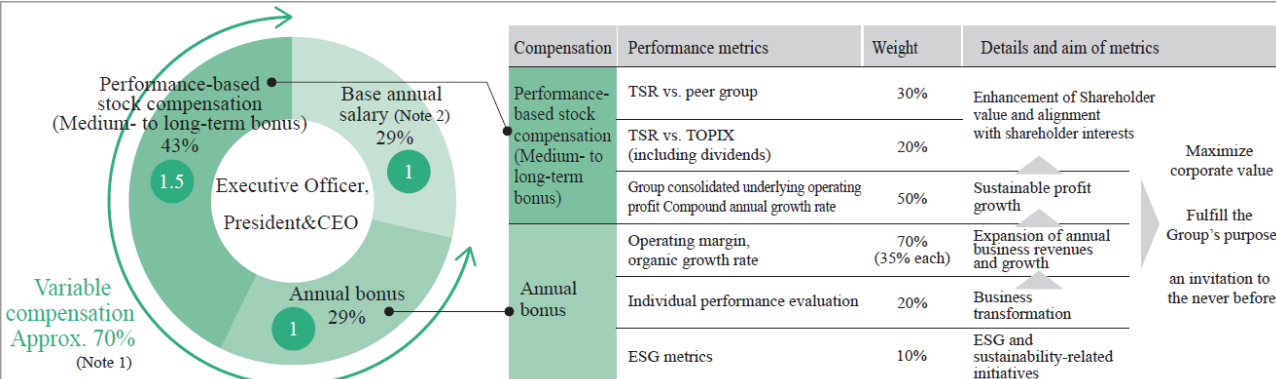 Performance-based
stock compensation
(Medium- to long-term bonus)
43%
1.5
Base annual
salary (Note 2)
29%
1
Executive Officer,
President&CEO
Annual bonus
29%
1
Variable
compensation
Approx. 70%
(Note 1)
Compensation Performance metrics Weight Details and aim of metrics
Performance-
based stock
compensation
(Medium- to
long-term
bonus)
TSR vs. peer group 30%
TSR vs. TOPIX
(including dividends)
20%
Enhancement of Shareholder
value and alignment
with shareholder interests
Group consolidated underlying operating
profit Compound annual growth rate
50%
Sustainable profit
growth
Annual
bonus
Operating margin,
organic growth rate
70%
(35% each)
Expansion of annual
business revenues
and growth
Individual performance evaluation 20%
Business
transformation
ESG metrics 10%
ESG and
sustainability-related
initiatives
Maximize
corporate value
Fulfill the
Group's purpose
an invitation to
the never before